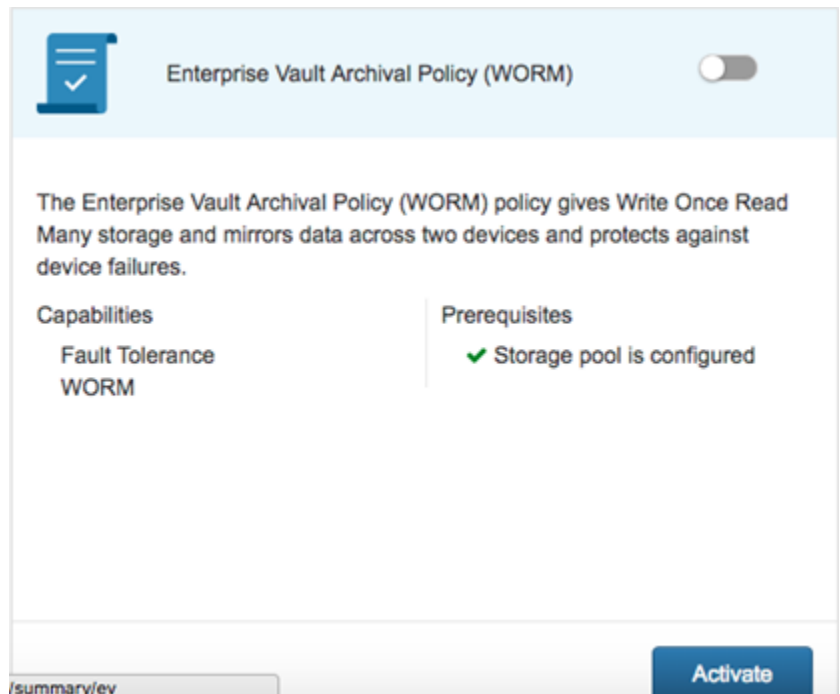 Enterprise Vault Archival Policy (WORM)
The Enterprise Vault Archival Policy (WORM) policy gives Write Once Read
Many storage and mirrors data across two devices and protects against
device failures.
Capabilities
Fault Tolerance
WORM
Prerequisites
✔ Storage pool is configured
Activate
/summary/ev